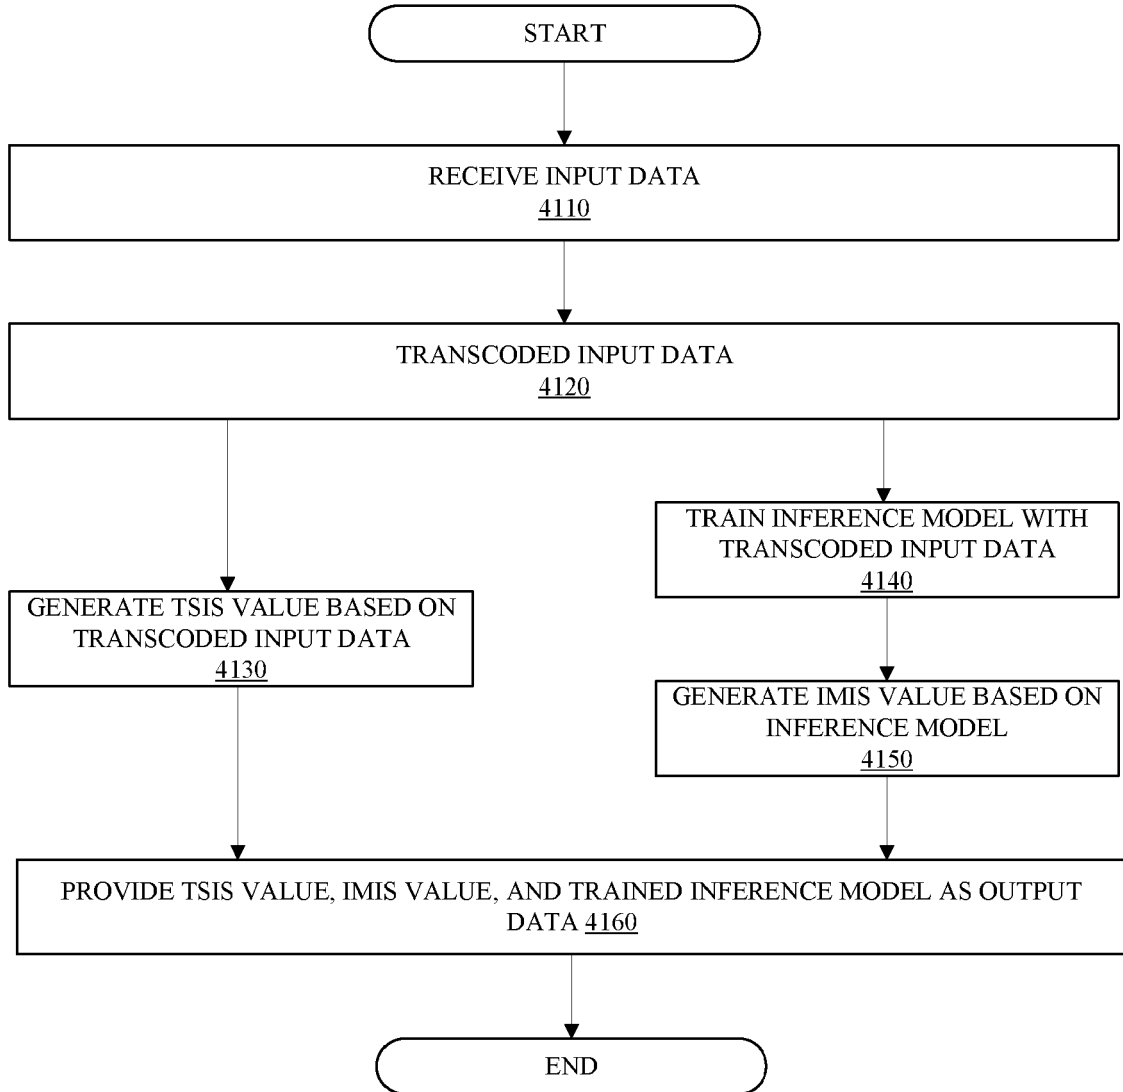 START
RECEIVE INPUT DATA
4110
TRANSCODED INPUT DATA
4120
TRAIN INFERENCE MODEL WITH
TRANSCODED INPUT DATA
4140
GENERATE TSIS VALUE BASED ON
TRANSCODED INPUT DATA
4130
GENERATE IMIS VALUE BASED ON
INFERENCE MODEL
4150
PROVIDE TSIS VALUE, IMIS VALUE, AND TRAINED INFERENCE MODEL AS OUTPUT
DATA 4160
END